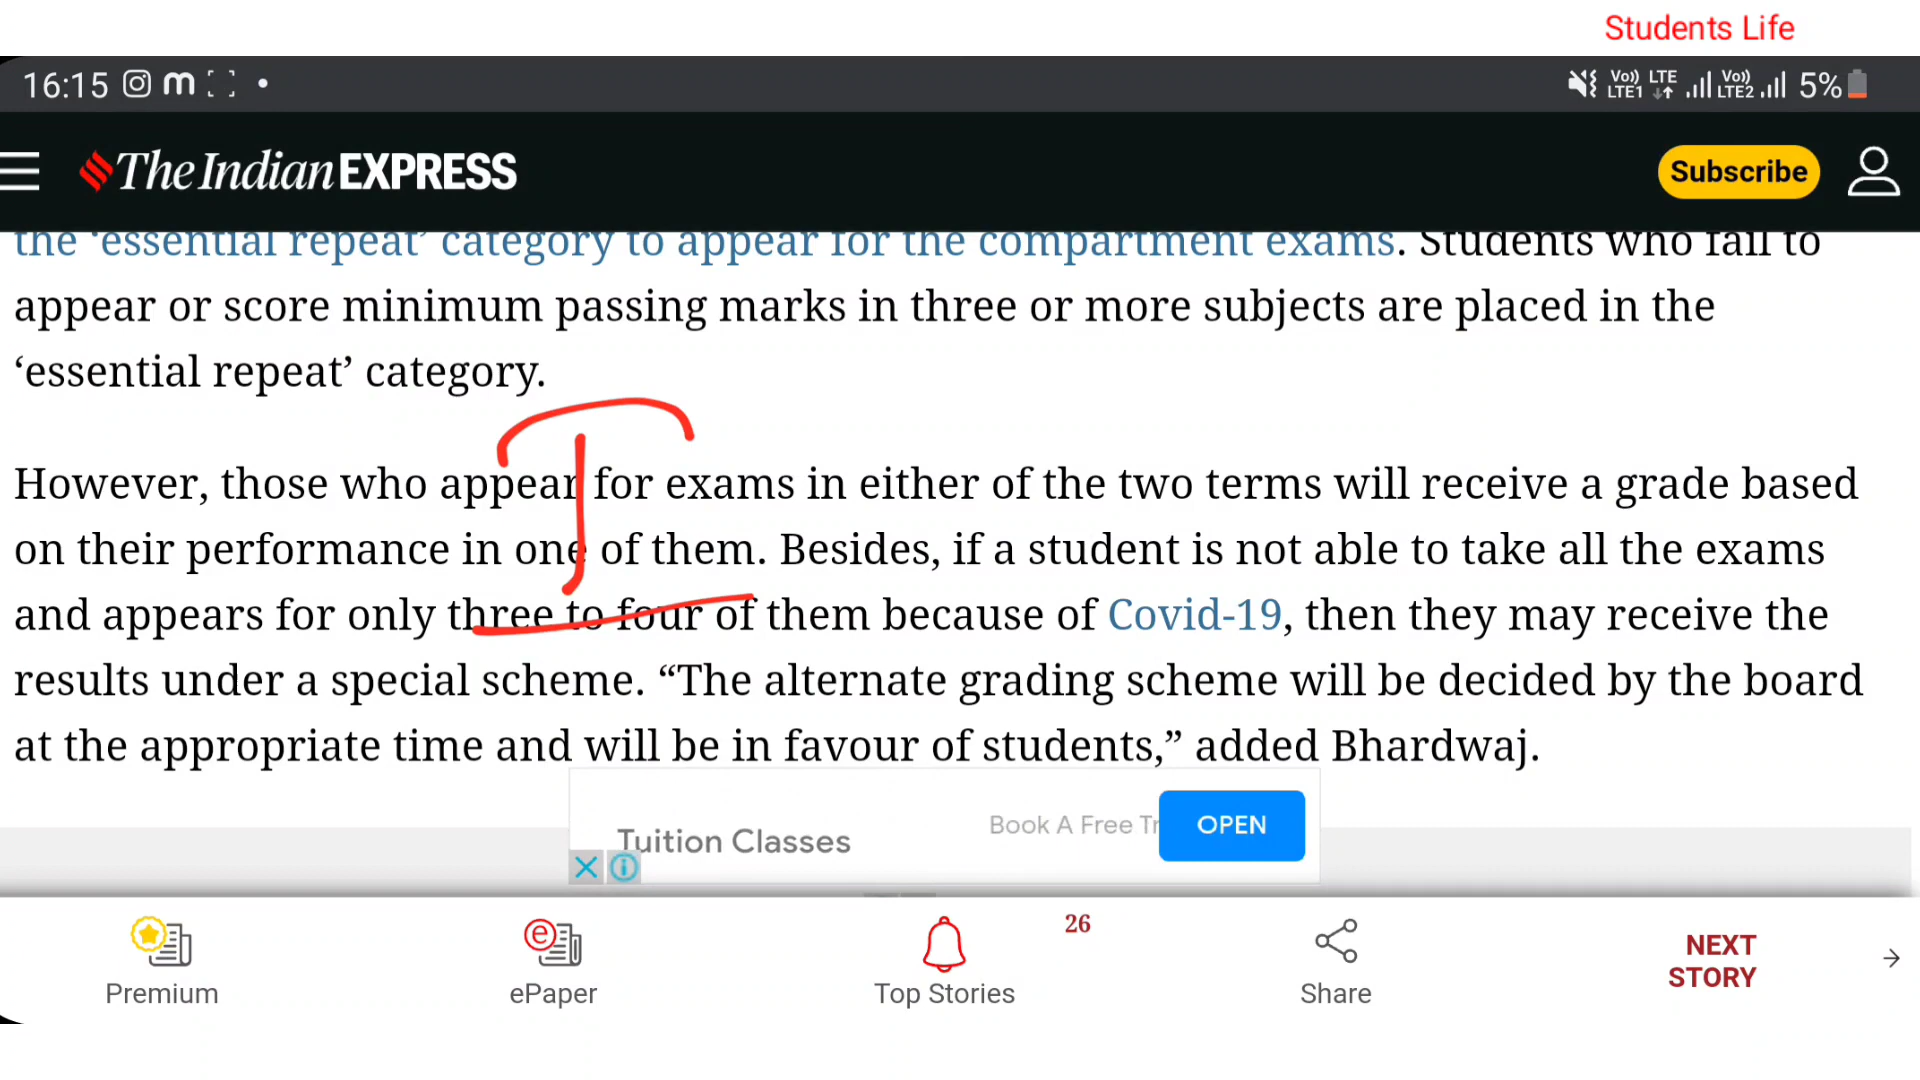 Students Life
16:15
Vo)) LTE Vo)) 5%
LTE1 LTE2
The Indian EXPRESS
Subscribe
the ‘essential repeat’ category to appear for the compartment exams. Students who fail to
appear or score minimum passing marks in three or more subjects are placed in the
‘essential repeat’ category.
However, those who appear for exams in either of the two terms will receive a grade based
on their performance in one of them. Besides, if a student is not able to take all the exams
and appears for only three to four of them because of Covid-19, then they may receive the
results under a special scheme. “The alternate grading scheme will be decided by the board
at the appropriate time and will be in favour of students,” added Bhardwaj.
Tuition Classes
Book A Free Tr
OPEN
26
Premium
ePaper
Top Stories
Share
NEXT
STORY